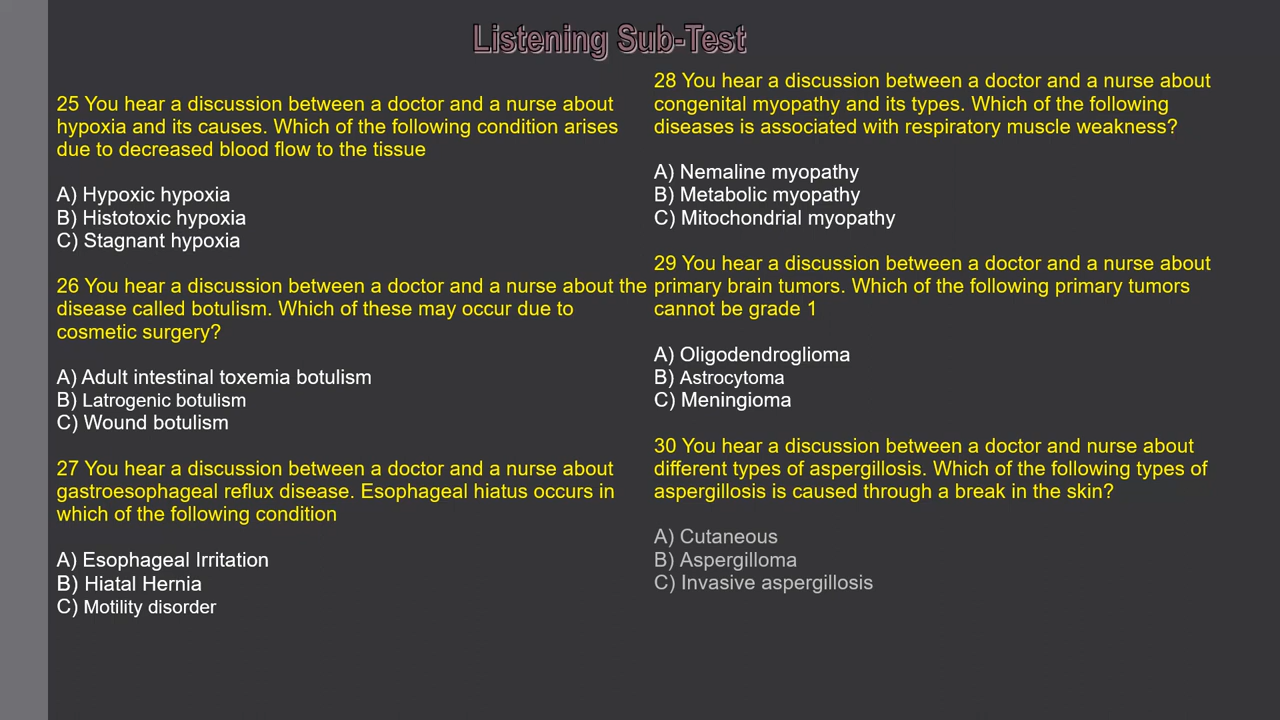 Listening Sub-Test
25 You hear a discussion between a doctor and a nurse about
hypoxia and its causes. Which of the following condition arises
due to decreased blood flow to the tissue
A) Hypoxic hypoxia
B) Histotoxic hypoxia
C) Stagnant hypoxia
26 You hear a discussion between a doctor and a nurse about the
disease called botulism. Which of these may occur due to
cosmetic surgery?
A) Adult intestinal toxemia botulism
B) Latrogenic botulism
C) Wound botulism
27 You hear a discussion between a doctor and a nurse about
gastroesophageal reflux disease. Esophageal hiatus occurs in
which of the following condition
A) Esophageal Irritation
B) Hiatal Hernia
C) Motility disorder
28 You hear a discussion between a doctor and a nurse about
congenital myopathy and its types. Which of the following
diseases is associated with respiratory muscle weakness?
A) Nemaline myopathy
B) Metabolic myopathy
C) Mitochondrial myopathy
29 You hear a discussion between a doctor and a nurse about
primary brain tumors. Which of the following primary tumors
cannot be grade 1
A) Oligodendroglioma
B) Astrocytoma
C) Meningioma
30 You hear a discussion between a doctor and nurse about
different types of aspergillosis. Which of the following types of
aspergillosis is caused through a break in the skin?
A) Cutaneous
B) Aspergilloma
C) Invasive aspergillosis